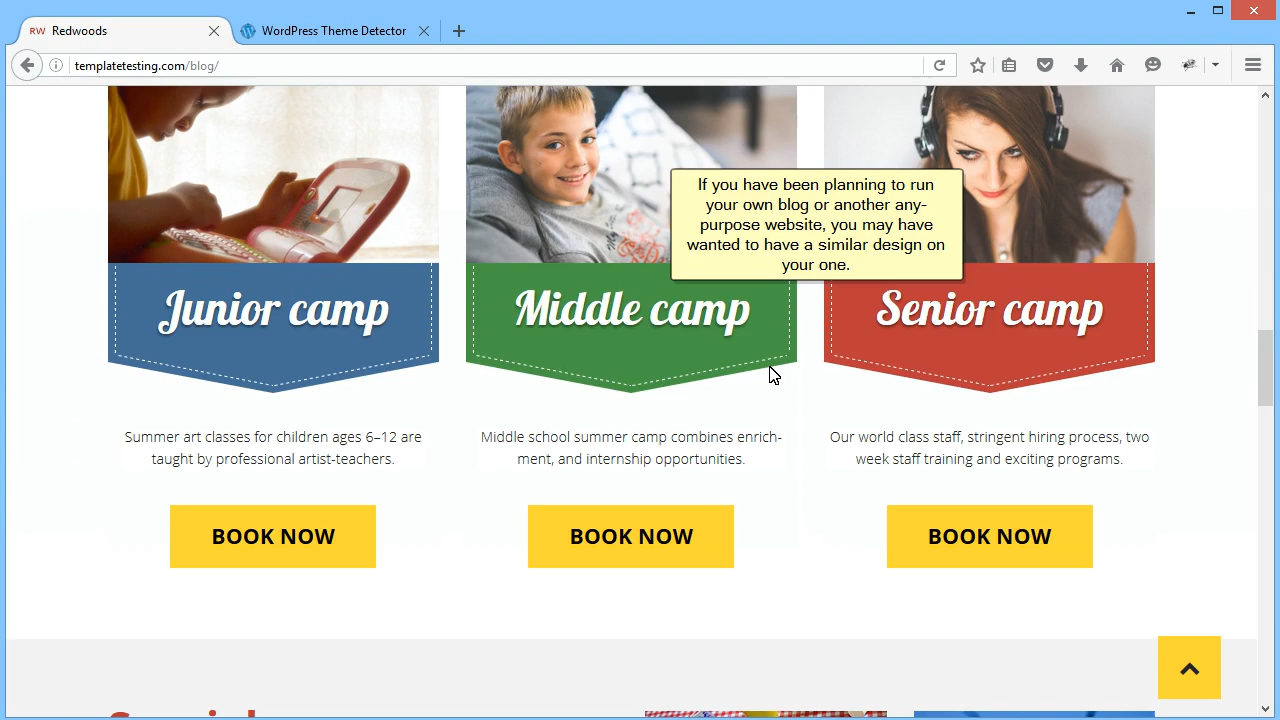 RW Redwoods
WordPress Theme Detector
templatetesting.com/blog/
If you have been planning to run
your own blog or another any-
purpose website, you may have
wanted to have a similar design on
your one.
Junior camp
Middle camp
Senior camp
Summer art classes for children ages 6–12 are
taught by professional artist-teachers.
Middle school summer camp combines enrich-
ment, and internship opportunities.
Our world class staff, stringent hiring process, two
week staff training and exciting programs.
BOOK NOW
BOOK NOW
BOOK NOW